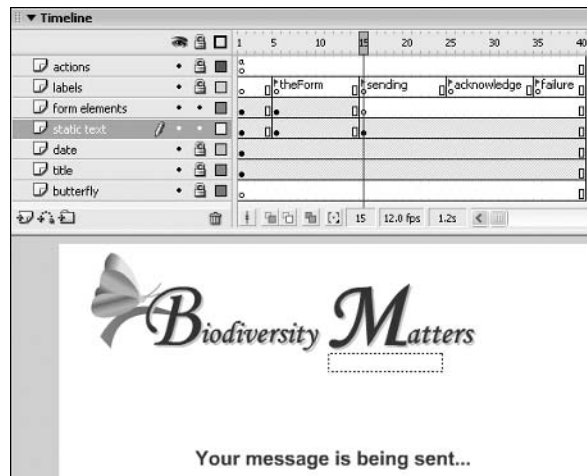 Timeline
1 5 10 15 20 25 30 35 40
actions
a
labels theForm sending acknowledge failure
form elements
static text
date
title
butterfly
15 12.0 fps 1.2s
Biodiversity Matters
Your message is being sent...